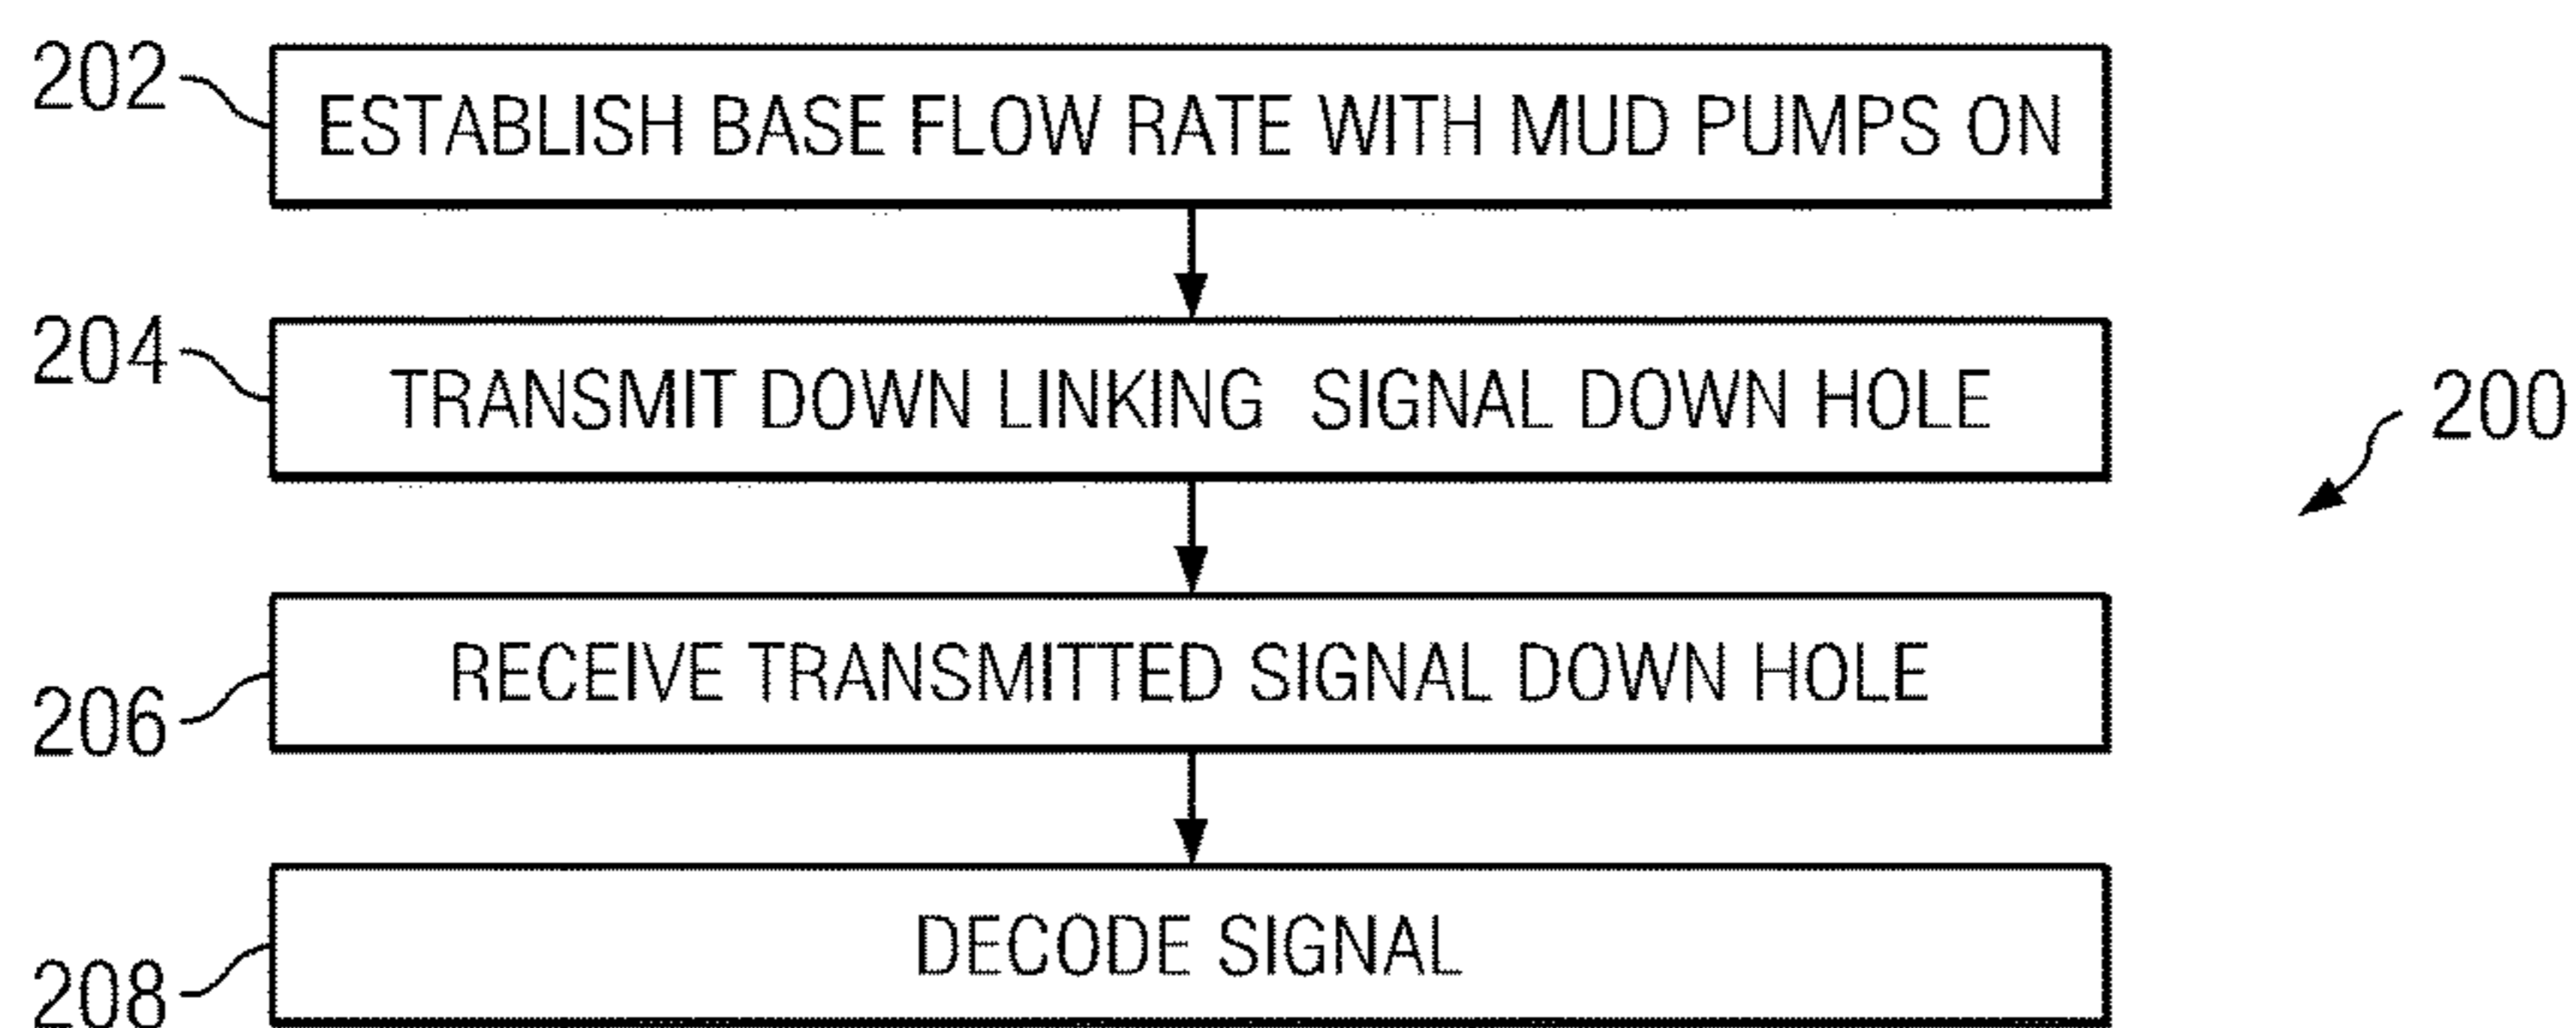 202
ESTABLISH BASE FLOW RATE WITH MUD PUMPS ON
204
TRANSMIT DOWN LINKING SIGNAL DOWN HOLE
200
206
RECEIVE TRANSMITTED SIGNAL DOWN HOLE
208
DECODE SIGNAL